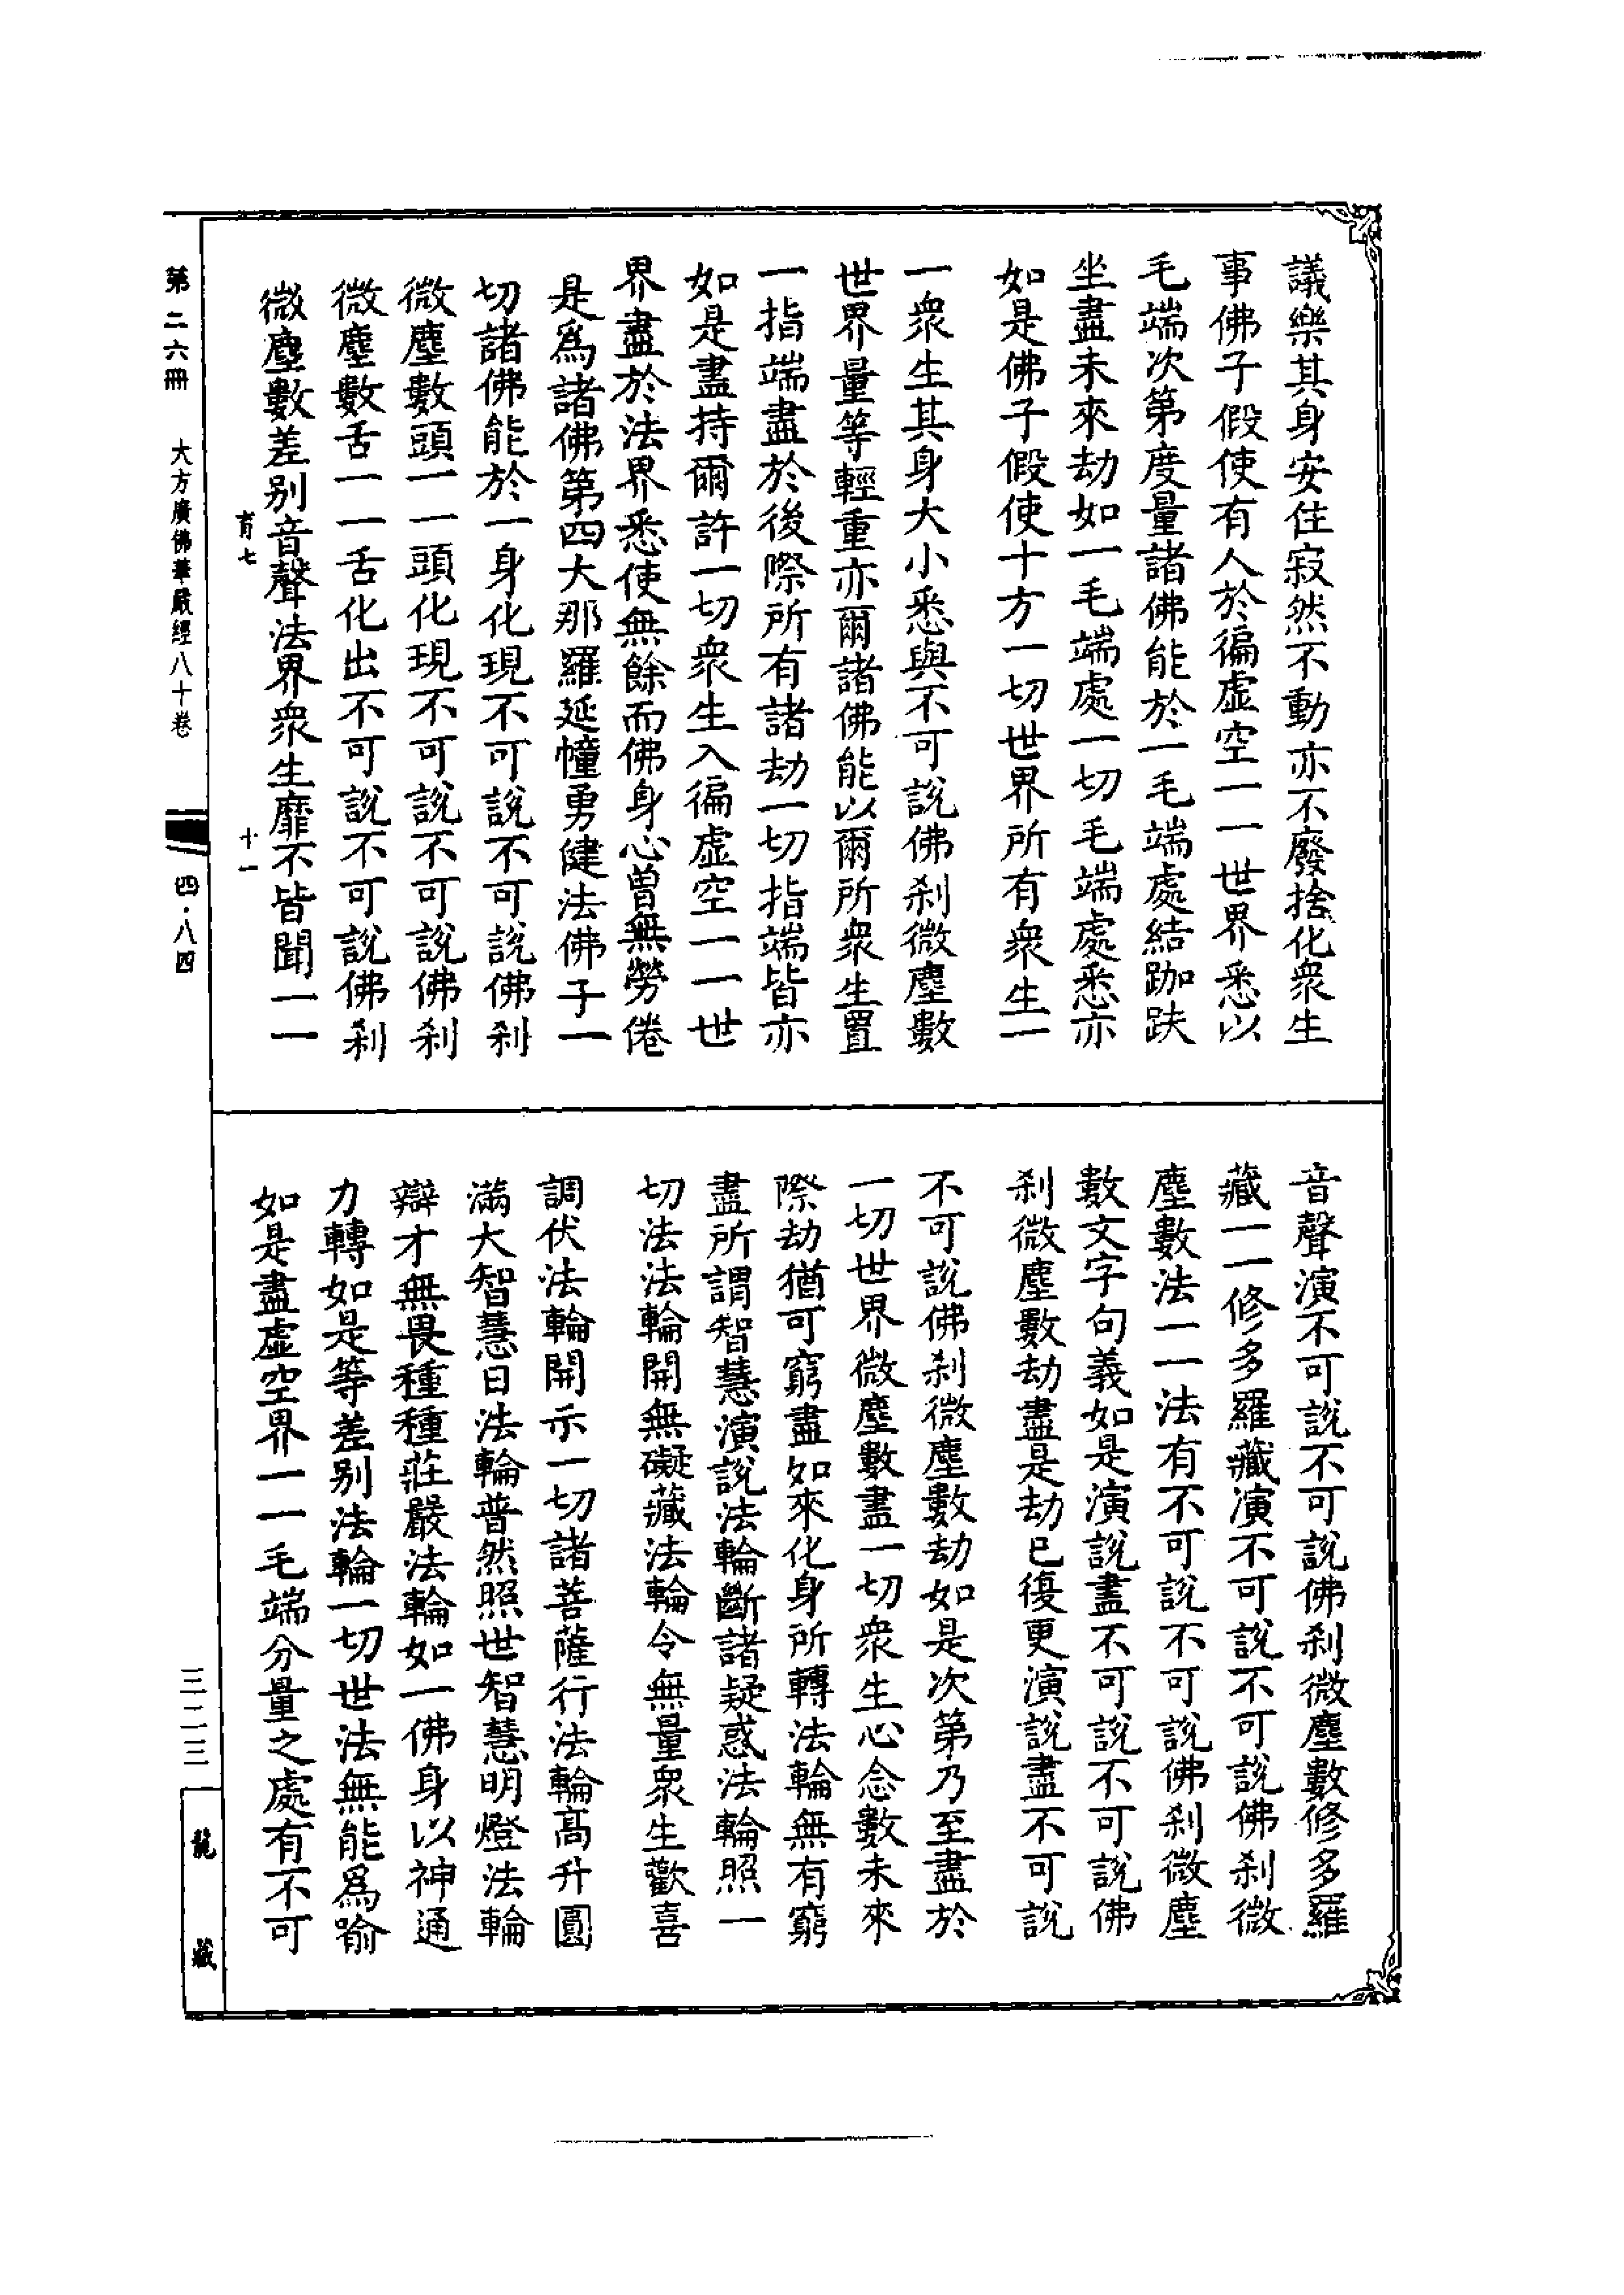 議樂其身安住寂然不動亦不廢捨化衆生
事佛子假使有人於徧虛空一一世界悉以
毛端次第度量諸佛能於一毛端處結跏趺
坐盡未來劫如一毛端處一切毛端處悉亦
如是佛子假使十方一切世界所有衆生一
一衆生其身大小悉與不可說佛刹微塵數
世界量等輕重亦爾諸佛能以爾所衆生置
一指端盡於後際所有諸劫一切指端皆亦
如是盡持爾許一切衆生入徧虛空一一世
界盡於法界悉使無餘而佛身心曾無勞倦
是爲諸佛第四大那羅延幢勇健法佛子一
切諸佛能於一身化現不可說不可說佛刹
微塵數頭一一頭化現不可說不可說佛刹
微塵數舌一一舌化出不可說不可說佛刹
微塵數差別音聲法界衆生靡不皆聞一一
育七 十一
音聲演不可說不可說佛刹微塵數修多羅
藏一一修多羅藏演不可說不可說佛刹微
塵數法一一法有不可說不可說佛刹微塵
數文字句義如是演說盡不可說不可說佛
刹微塵數劫盡是劫已復更演說盡不可說
不可說佛刹微塵數劫如是次第乃至盡於
一切世界微塵數盡一切衆生心念數未來
際劫猶可窮盡如來化身所轉法輪無有窮
盡所謂智慧演說法輪斷諸疑惑法輪照一
切法法輪開無礙藏法輪令無量衆生歡喜
調伏法輪開示一切諸菩薩行法輪高升圓
滿大智慧日法輪普然照世智慧明燈法輪
辯才無畏種種莊嚴法輪如一佛身以神通
力轉如是等差別法輪一切世法無能爲喻
如是盡虛空界一一毛端分量之處有不可
第二六冊 大方廣佛華嚴經八十卷 四·八四
三二三
龍藏